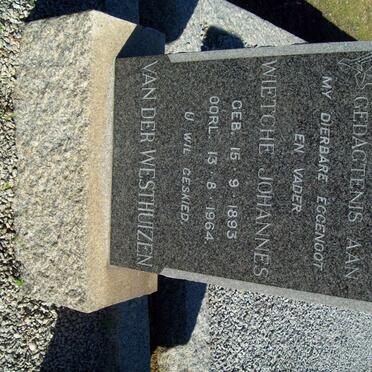 GEDAGTENIS AAN
MY DIERBARE EGGENOOT
EN VADER
WIETCHE JOHANNES
GEB. 15 9 1893
OORL. 13 8 1964
U WIL GESKIED.
VAN DER WESTHUIZEN